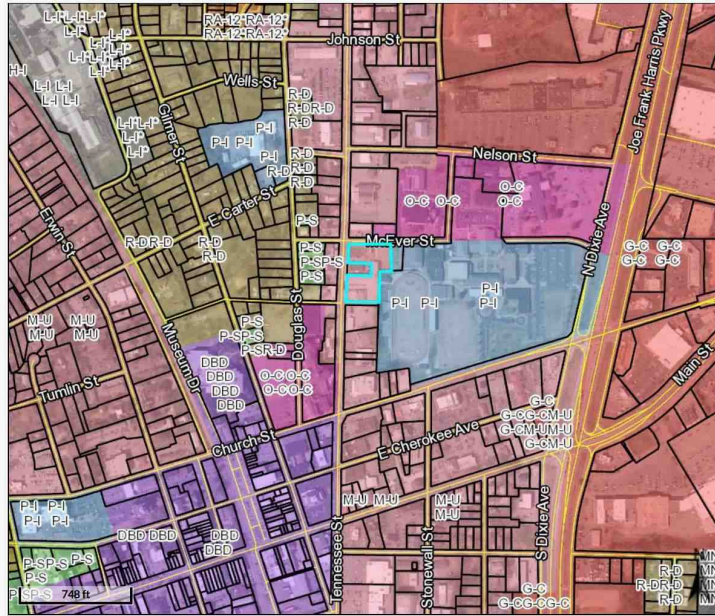 RA-12* RA-12*
RA-12* RA-12*
L-I* L-I* L-I*
L-I* L-I*
L-I* L-I*
L-I*
Johnson St
H-I
L-I L-I
L-I
L-I L-I
Wells St
Joe Frank Harris Pkwy
R-D
R-D R-D
R-D
L-I* L-I*
L-I*
L-I*
Gilmer St
P-I
P-I P-I
P-I
R-D
R-D
R-D
R-D
Nelson St
O-C
O-C O-C
O-C
E Carter St
Erwin St
P-S
N Dixie Ave
R-D R-D
R-D
R-D
P-S
P-S P-S
P-S
McEver St
G-C
G-C G-C
G-C
P-I P-I
P-I
P-I
M-U
M-U M-U
M-U
Museum Dr
P-S
P-S P-S
P-S R-D
Douglas St
Main St
DBD
DBD
DBD
DBD
O-C O-C
O-C O-C
Tumlin St
Church St
E Cherokee Ave
G-C
G-C G-C M-U
G-C M-U M-U
G-C M-U
P-I
P-I P-I
P-I
M-U M-U
M-U
M-U
DBD DBD
DBD
DBD
Tennessee St
Stonewall St
S Dixie Ave
P-S
P-S P-S
P-S
SP-S
748 ft
R-D
R-D R-D
R-D
G-C
G-C G-C G-C